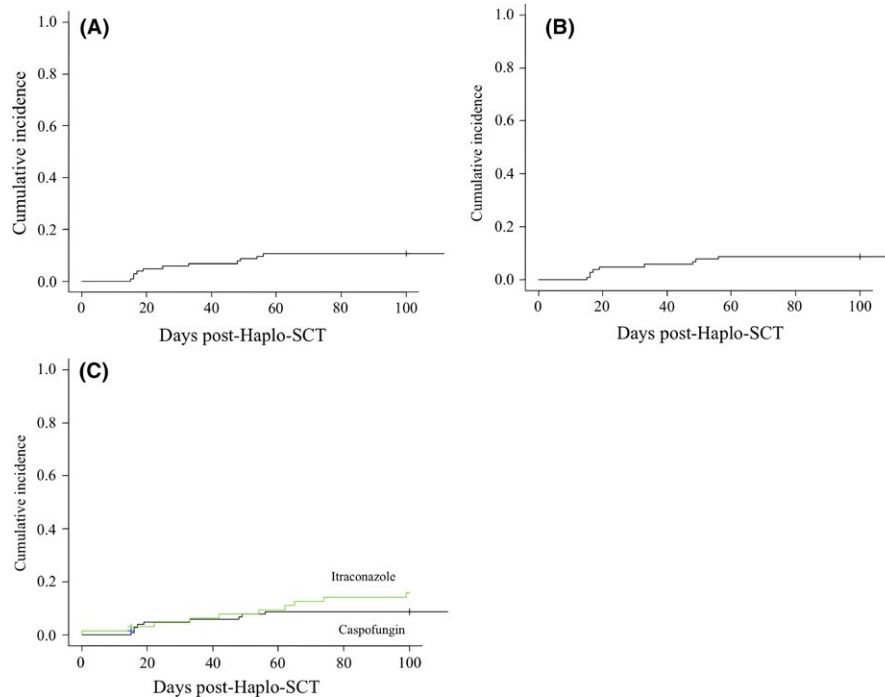 (A)
1.0
0.8
0.6
0.4
0.2
0.0
Cumulative incidence
0 20 40 60 80 100
Days post-Haplo-SCT
(B)
1.0
0.8
0.6
0.4
0.2
0.0
Cumulative incidence
0 20 40 60 80 100
Days post-Haplo-SCT
(C)
1.0
0.8
0.6
0.4
0.2
0.0
Cumulative incidence
Itraconazole
Caspofungin
0 20 40 60 80 100
Days post-Haplo-SCT